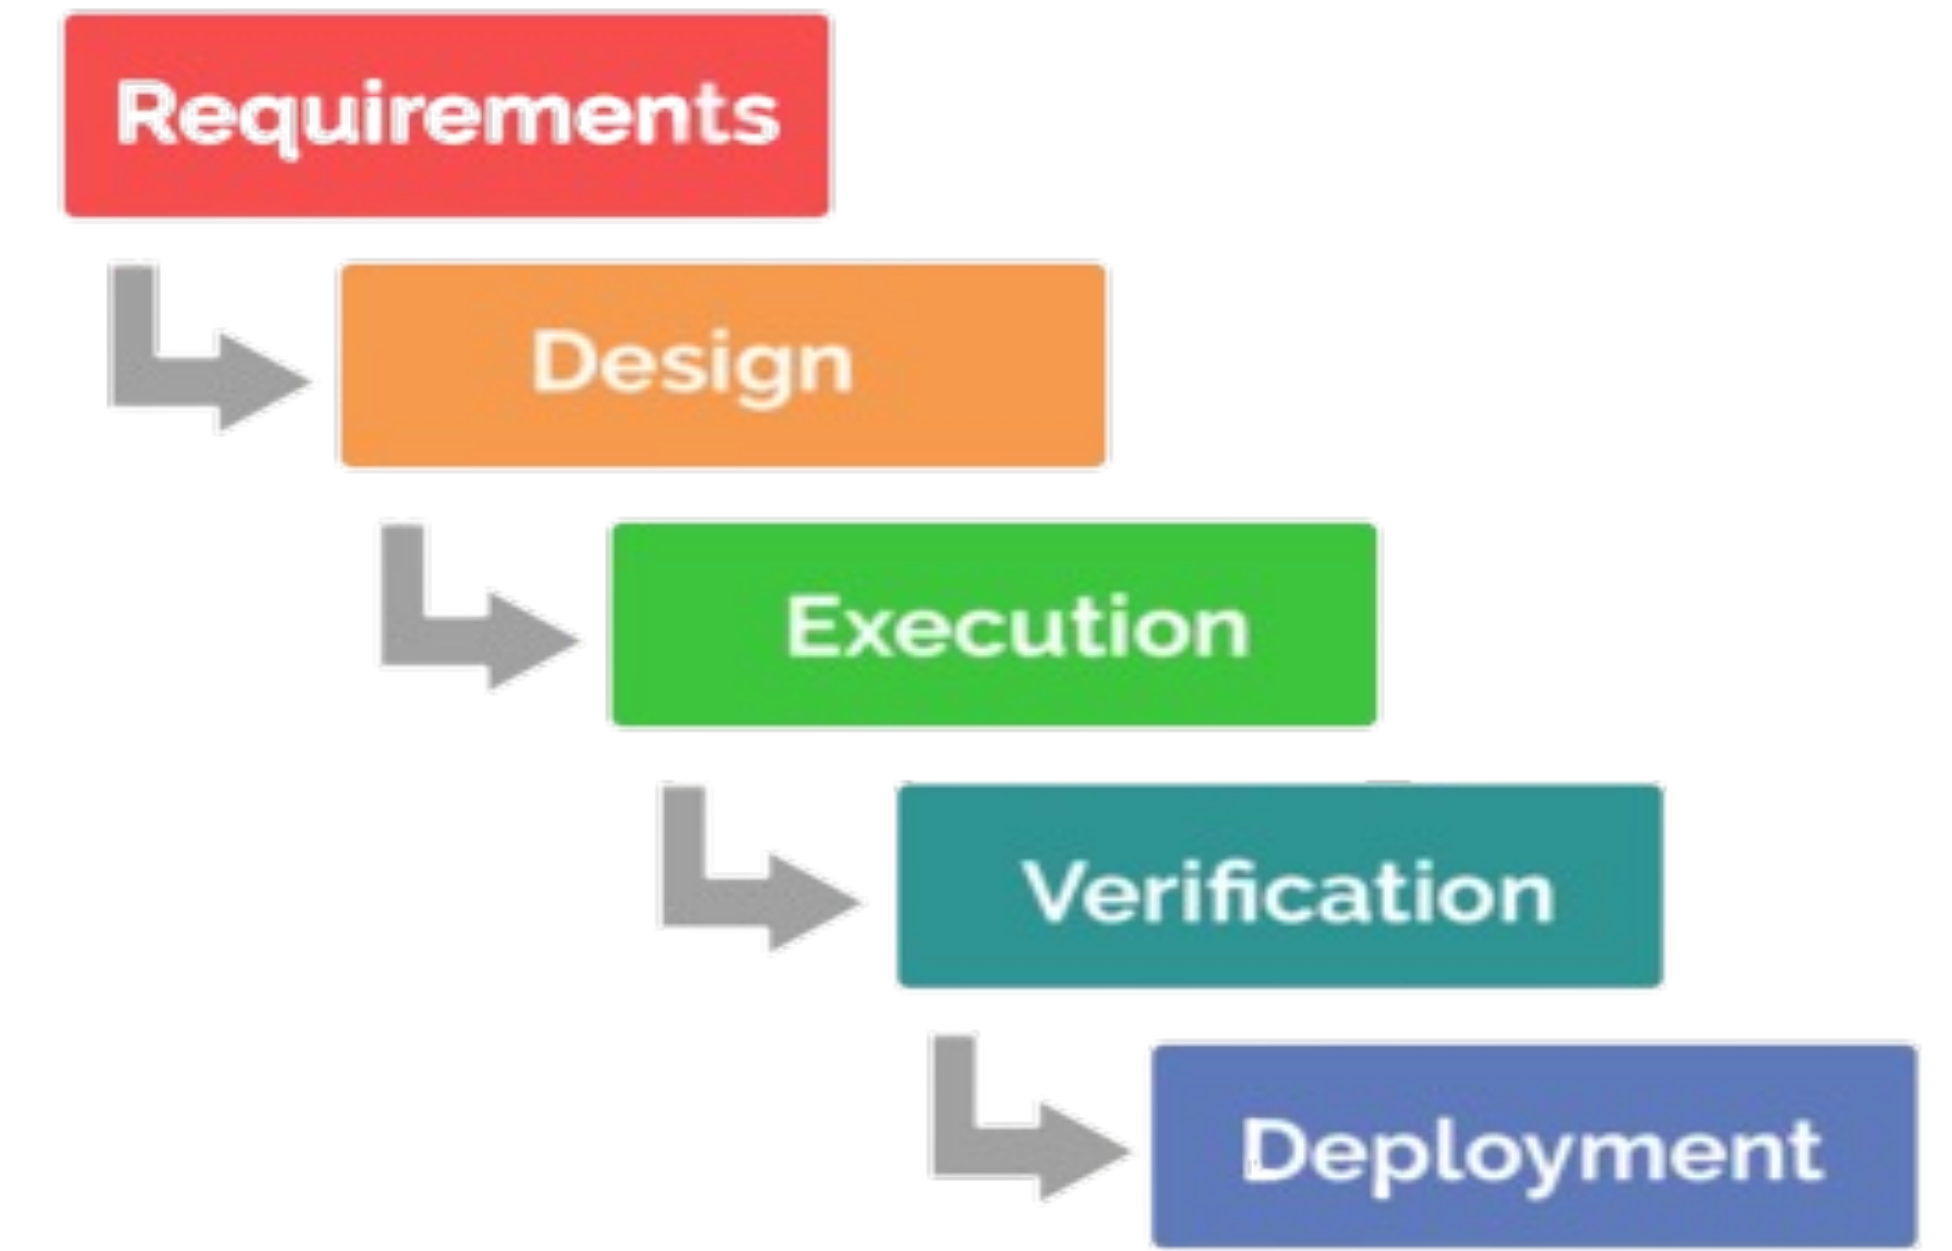 Requirements
Design
Execution
Verification
Deployment